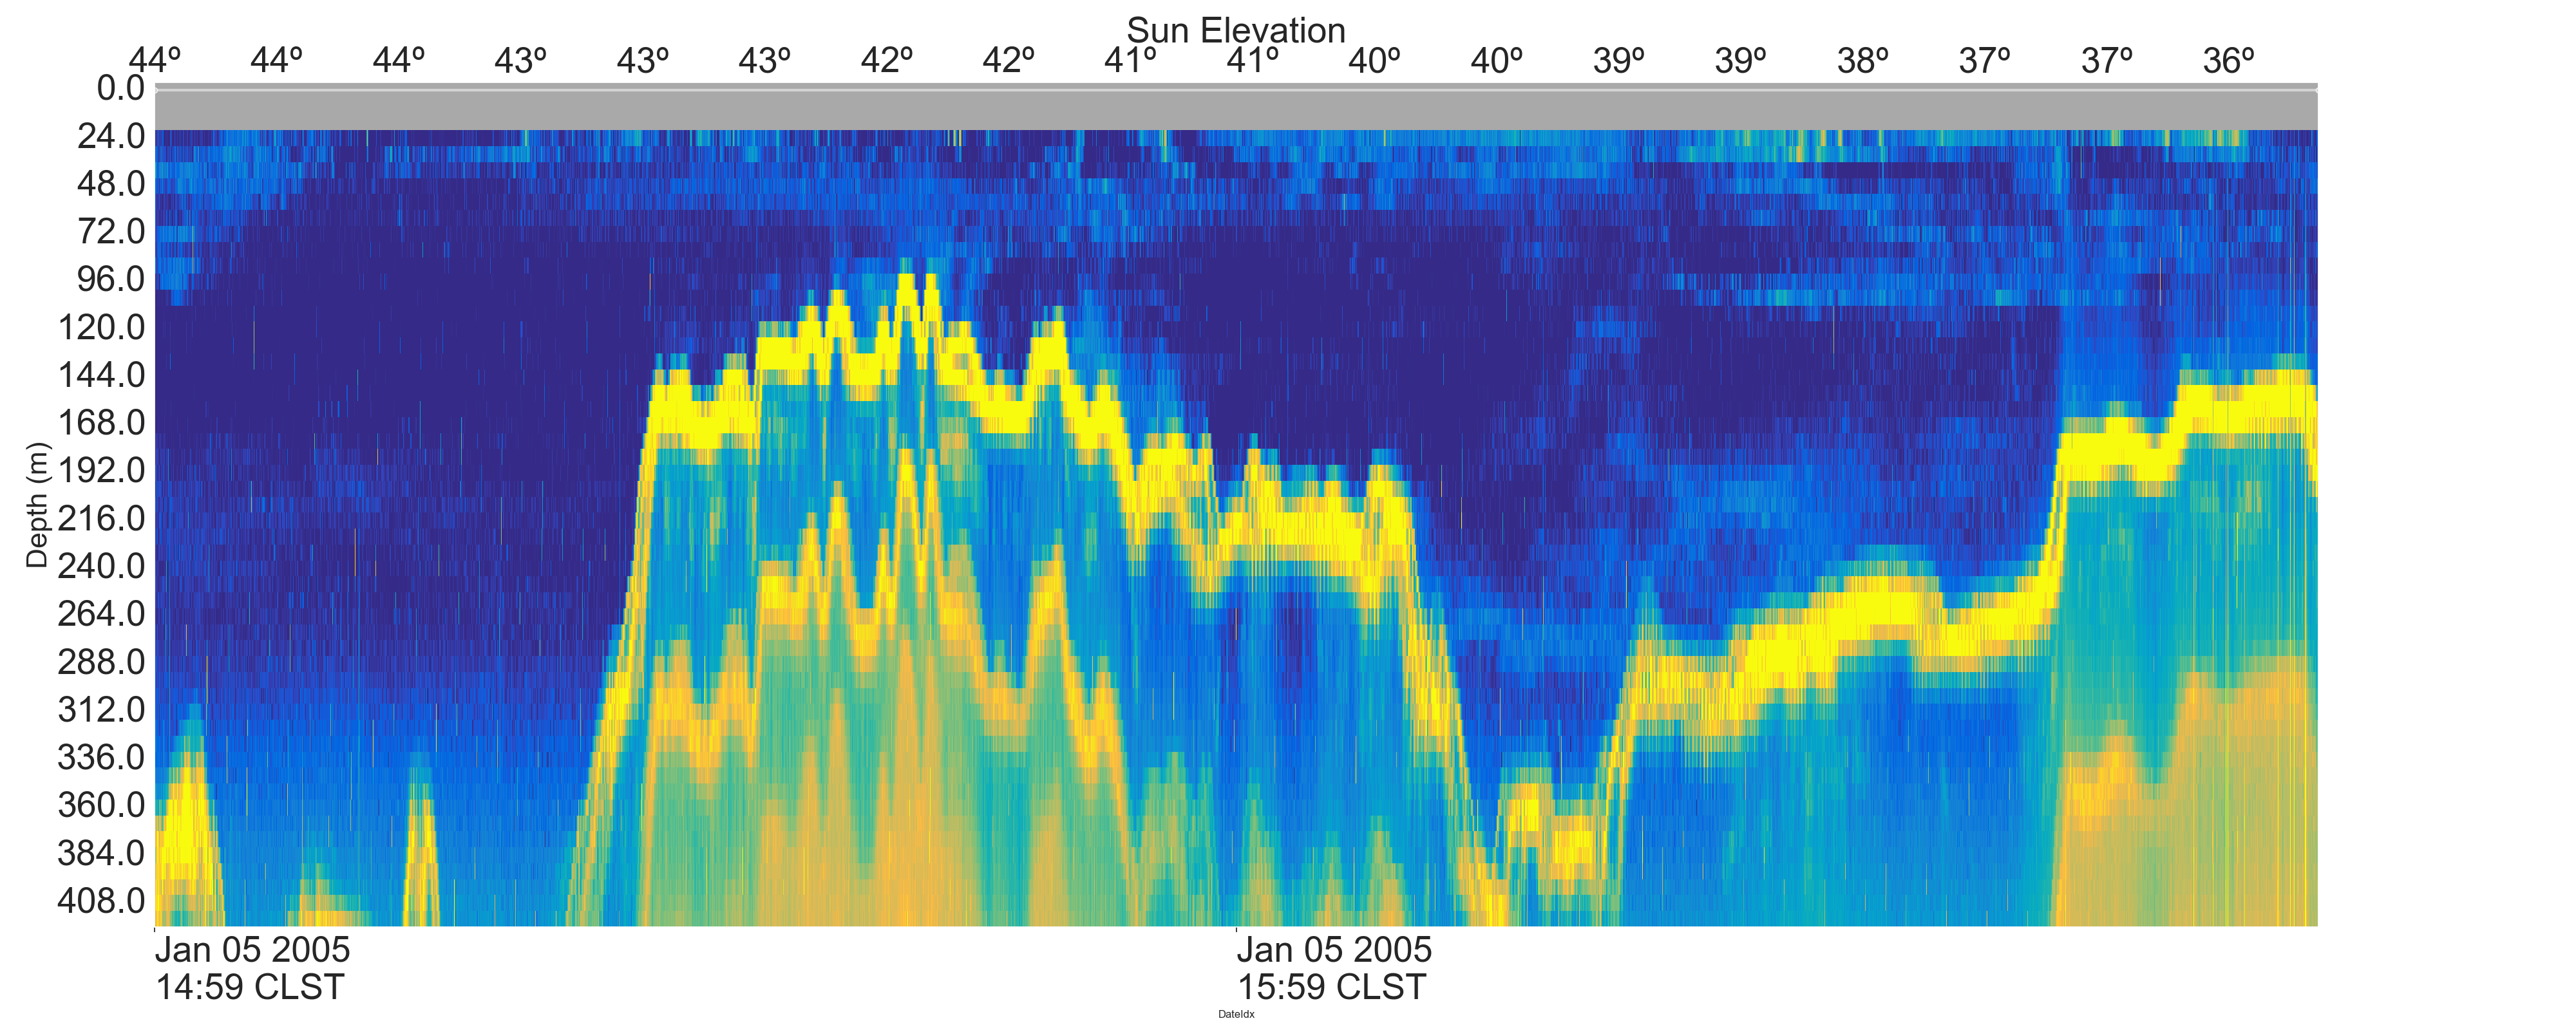 Sun Elevation
44º 44º 44º 43º 43º 43º 42º 42º 41º 41º 40º 40º 39º 39º 38º 37º 37º 36º
0.0
24.0
48.0
72.0
96.0
120.0
144.0
168.0
192.0
216.0
240.0
264.0
288.0
312.0
336.0
360.0
384.0
408.0
Depth (m)
Jan 05 2005
14:59 CLST
Jan 05 2005
15:59 CLST
DateIdx